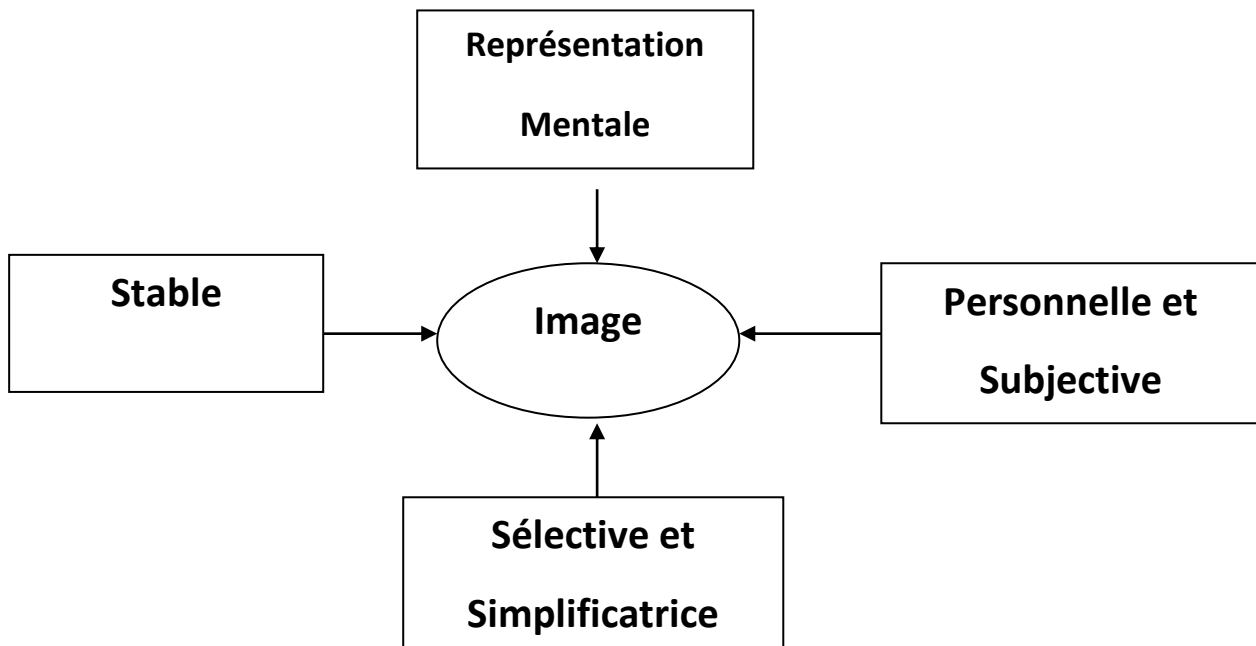 Représentation
Mentale
Stable
Image
Personnelle et
Subjective
Sélective et
Simplificatrice